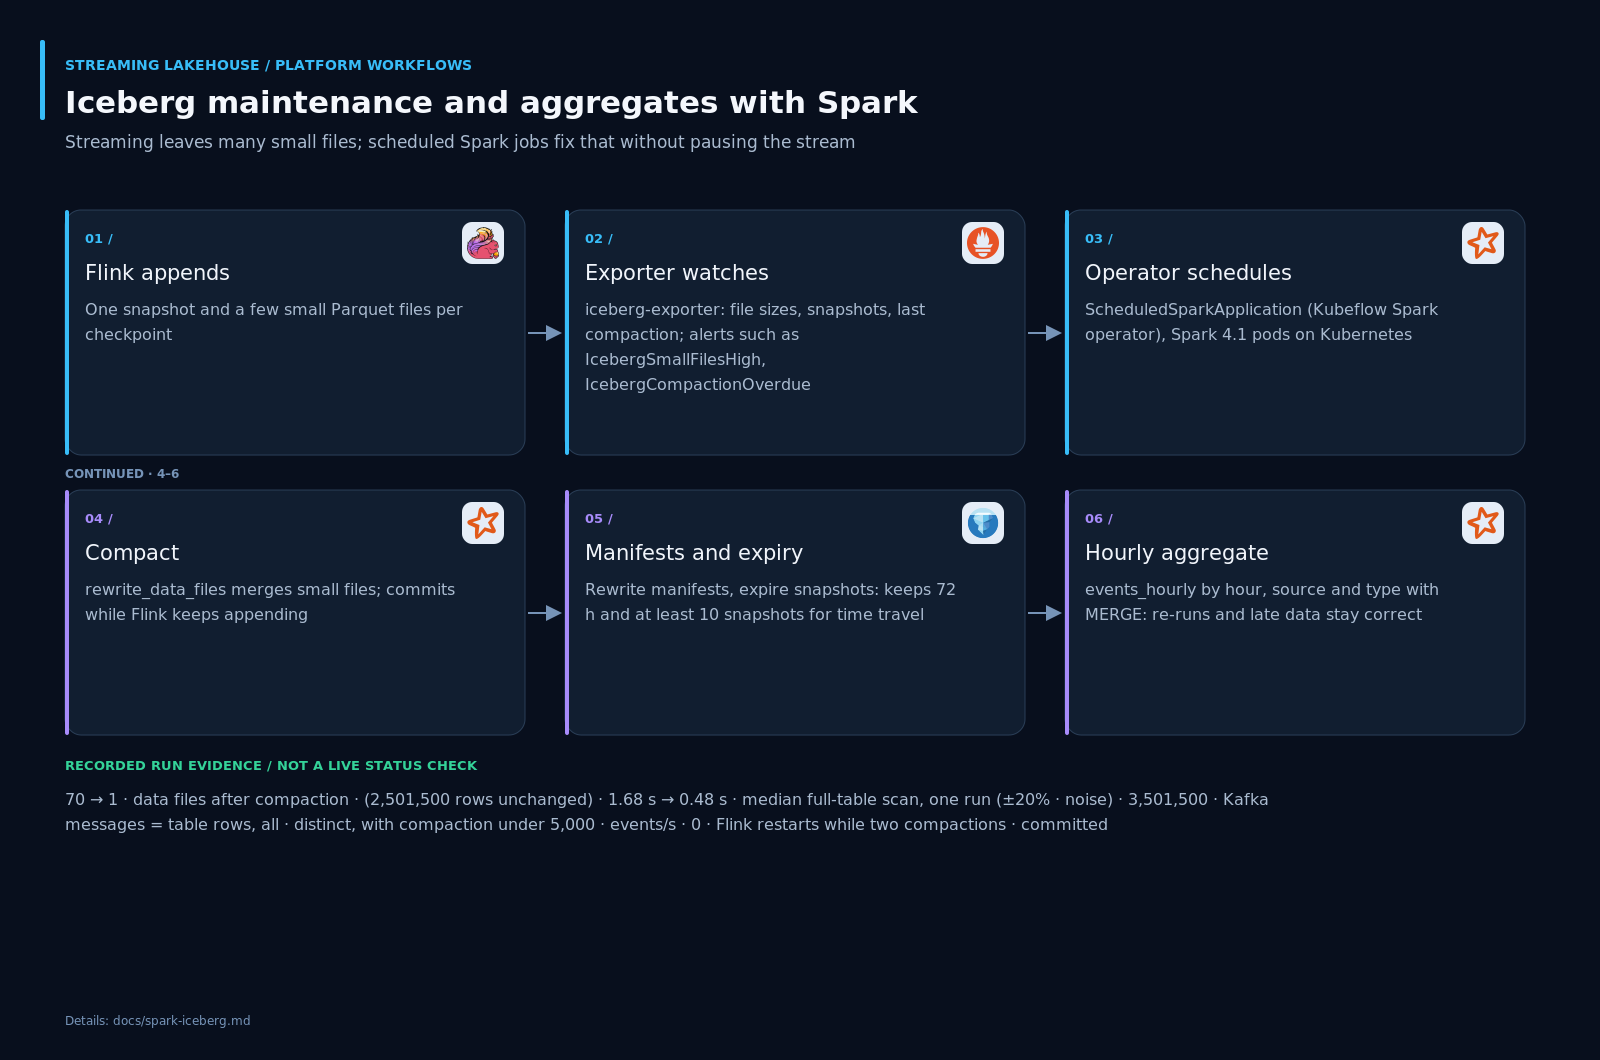 STREAMING LAKEHOUSE / PLATFORM WORKFLOWS
Iceberg maintenance and aggregates with Spark
Streaming leaves many small files; scheduled Spark jobs fix that without pausing the stream
01 /
Flink appends
One snapshot and a few small Parquet files per
checkpoint
02 /
Exporter watches
iceberg-exporter: file sizes, snapshots, last
compaction; alerts such as
IcebergSmallFilesHigh,
IcebergCompactionOverdue
03 /
Operator schedules
ScheduledSparkApplication (Kubeflow Spark
operator), Spark 4.1 pods on Kubernetes
CONTINUED · 4–6
04 /
Compact
rewrite_data_files merges small files; commits
while Flink keeps appending
05 /
Manifests and expiry
Rewrite manifests, expire snapshots: keeps 72
h and at least 10 snapshots for time travel
06 /
Hourly aggregate
events_hourly by hour, source and type with
MERGE: re-runs and late data stay correct
RECORDED RUN EVIDENCE / NOT A LIVE STATUS CHECK
70 → 1 · data files after compaction · (2,501,500 rows unchanged) · 1.68 s → 0.48 s · median full-table scan, one run (±20% · noise) · 3,501,500 · Kafka
messages = table rows, all · distinct, with compaction under 5,000 · events/s · 0 · Flink restarts while two compactions · committed
Details: docs/spark-iceberg.md